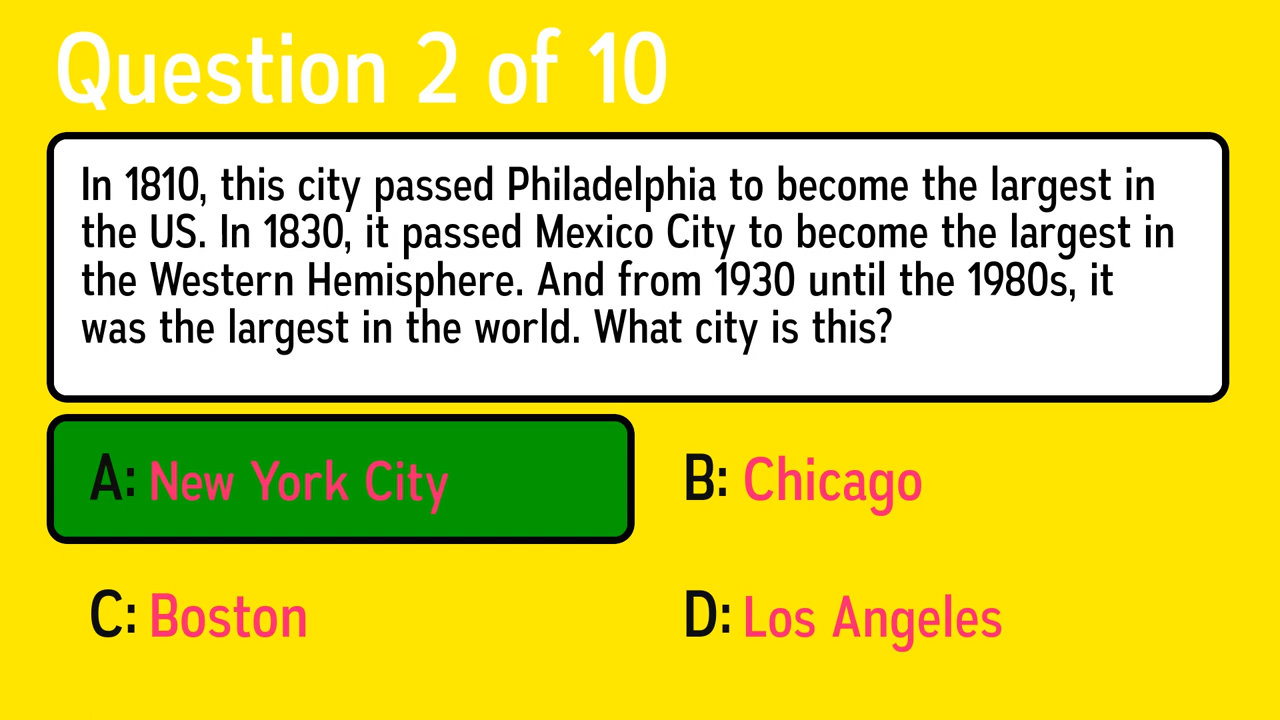 Question 2 of 10
In 1810, this city passed Philadelphia to become the largest in
the US. In 1830, it passed Mexico City to become the largest in
the Western Hemisphere. And from 1930 until the 1980s, it
was the largest in the world. What city is this?
A: New York City
B: Chicago
C: Boston
D: Los Angeles